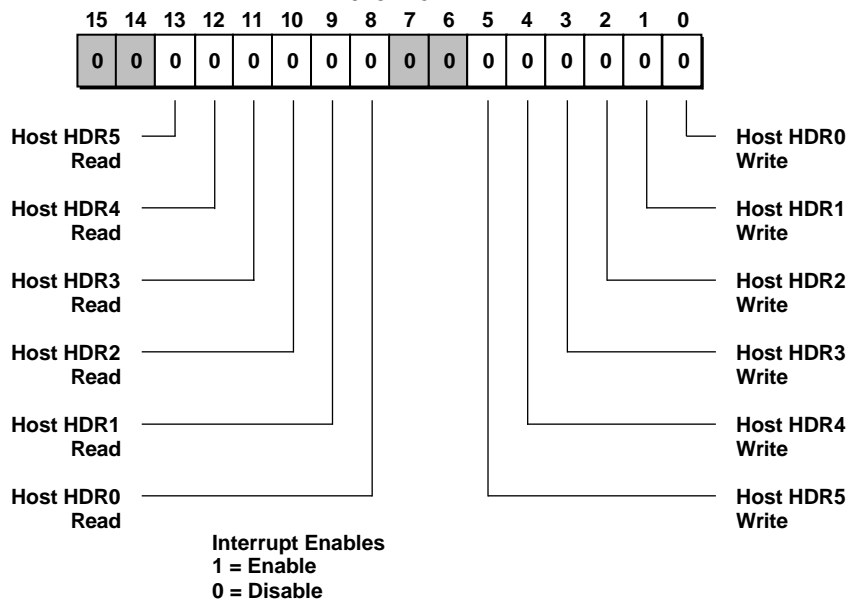 15 14 13 12 11 10 9 8 7 6 5 4 3 2 1 0
0 0 0 0 0 0 0 0 0 0 0 0 0 0 0 0
Host HDR5
Read
Host HDR4
Read
Host HDR3
Read
Host HDR2
Read
Host HDR1
Read
Host HDR0
Read
Host HDR0
Write
Host HDR1
Write
Host HDR2
Write
Host HDR3
Write
Host HDR4
Write
Host HDR5
Write
Interrupt Enables
1 = Enable
0 = Disable